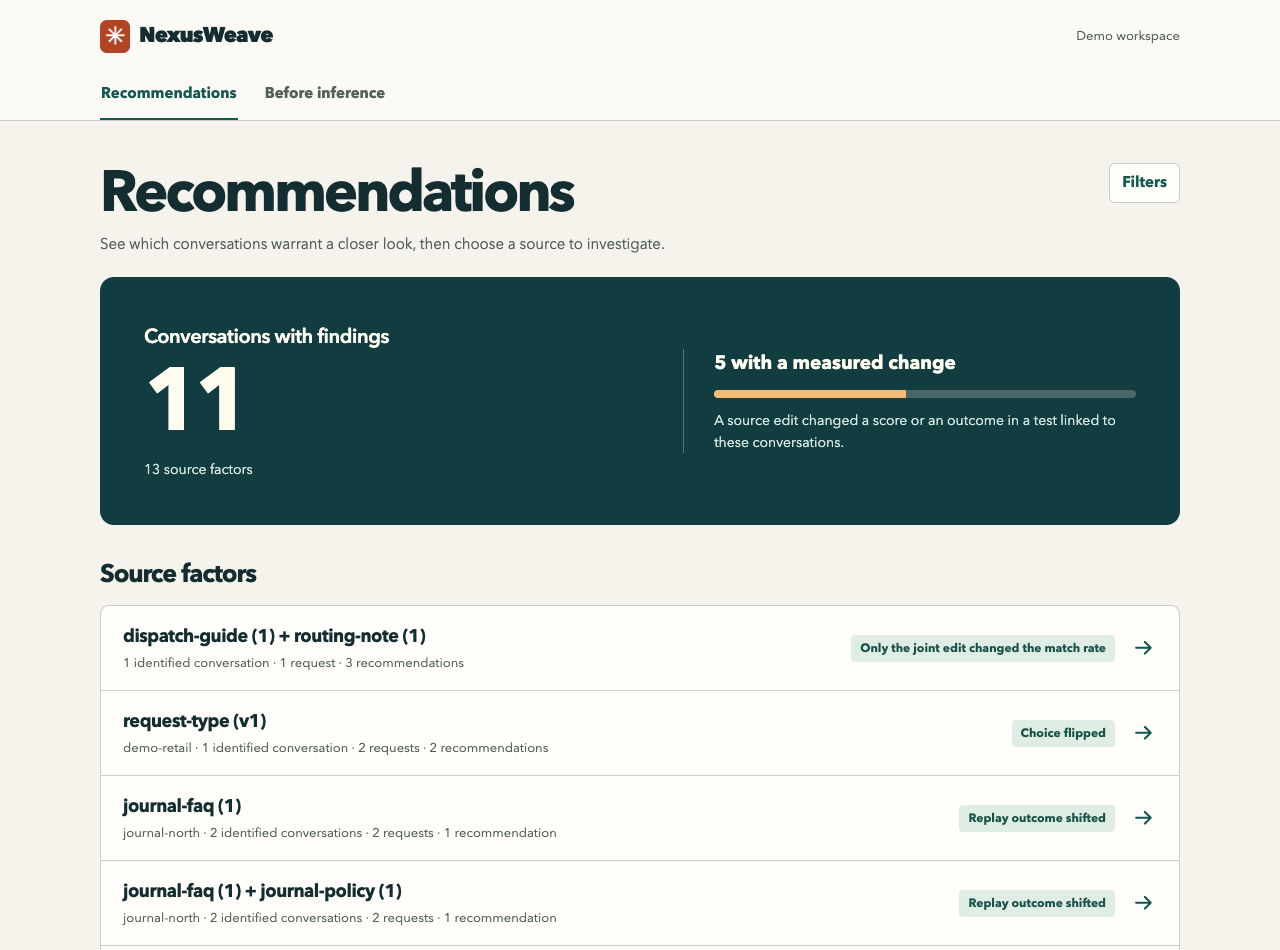 NexusWeave
Demo workspace
Recommendations
Before inference
Recommendations
Filters
See which conversations warrant a closer look, then choose a source to investigate.
Conversations with findings
11
13 source factors
5 with a measured change
A source edit changed a score or an outcome in a test linked to
these conversations.
Source factors
dispatch-guide (1) + routing-note (1)
1 identified conversation · 1 request · 3 recommendations
Only the joint edit changed the match rate
request-type (v1)
demo-retail · 1 identified conversation · 2 requests · 2 recommendations
Choice flipped
journal-faq (1)
journal-north · 2 identified conversations · 2 requests · 1 recommendation
Replay outcome shifted
journal-faq (1) + journal-policy (1)
journal-north · 2 identified conversations · 2 requests · 1 recommendation
Replay outcome shifted